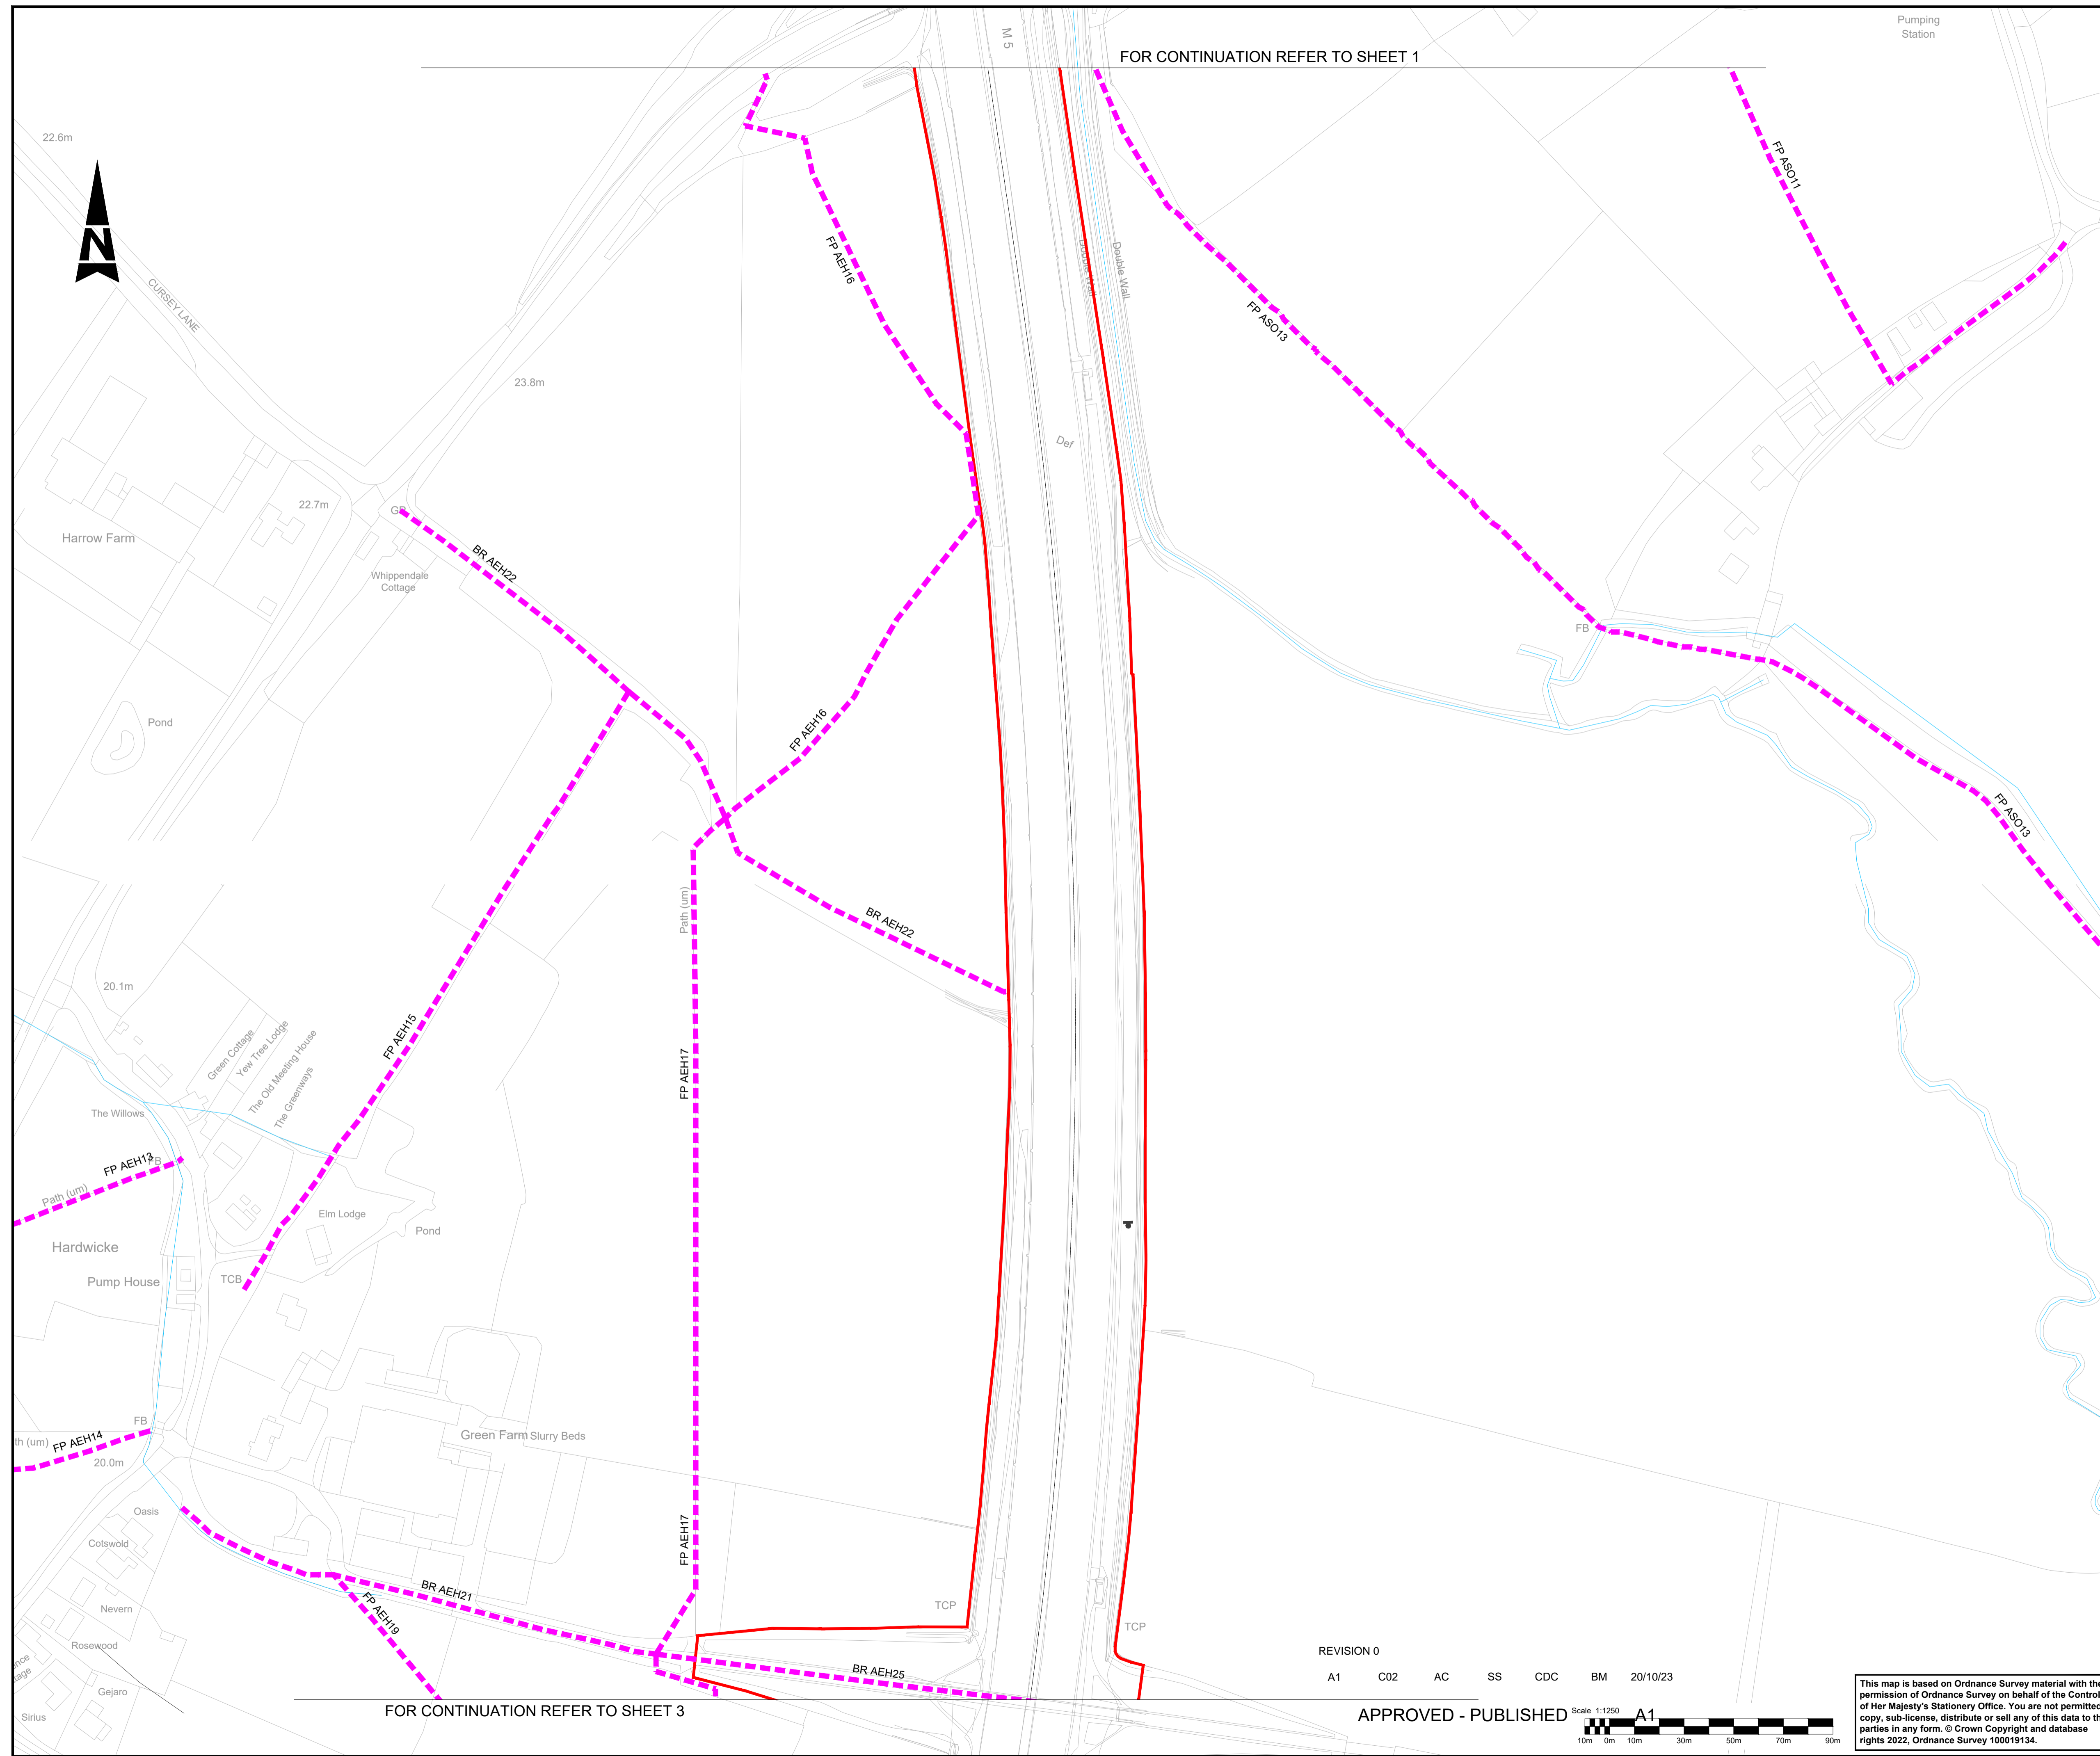 Pumping
Station
M 5
FOR CONTINUATION REFER TO SHEET 1
22.6m
N
FP ASO11
CURSEY LANE
FP AEH16
Double Wall
Double Wall
FP ASO13
23.8m
Def
22.7m
GP
Harrow Farm
BR AEH22
Whippendale
Cottage
FB
Pond
FP AEH16
FP ASO13
Path (um)
BR AEH22
20.1m
Green Cottage
Yew Tree Lodge
The Old Meeting House
The Greenways
FP AEH15
FP AEH17
The Willows
FP AEH13
FB
Path (um)
Elm Lodge
Pond
Hardwicke
Pump House
TCB
FB
th (um)
FP AEH14
20.0m
Green Farm
Slurry Beds
Oasis
Cotswold
FP AEH17
BR AEH21
FP AEH19
Nevern
TCP
TCP
Rosewood
nce
tage
BR AEH25
Gejaro
Sirius
REVISION 0
A1 C02 AC SS CDC BM 20/10/23
FOR CONTINUATION REFER TO SHEET 3
APPROVED - PUBLISHED
Scale 1:1250
A1
10m 0m 10m 30m 50m 70m 90m
This map is based on Ordnance Survey material with the
permission of Ordnance Survey on behalf of the Control
of Her Majesty's Stationery Office. You are not permitted
copy, sub-license, distribute or sell any of this data to th
parties in any form. © Crown Copyright and database
rights 2022, Ordnance Survey 100019134.